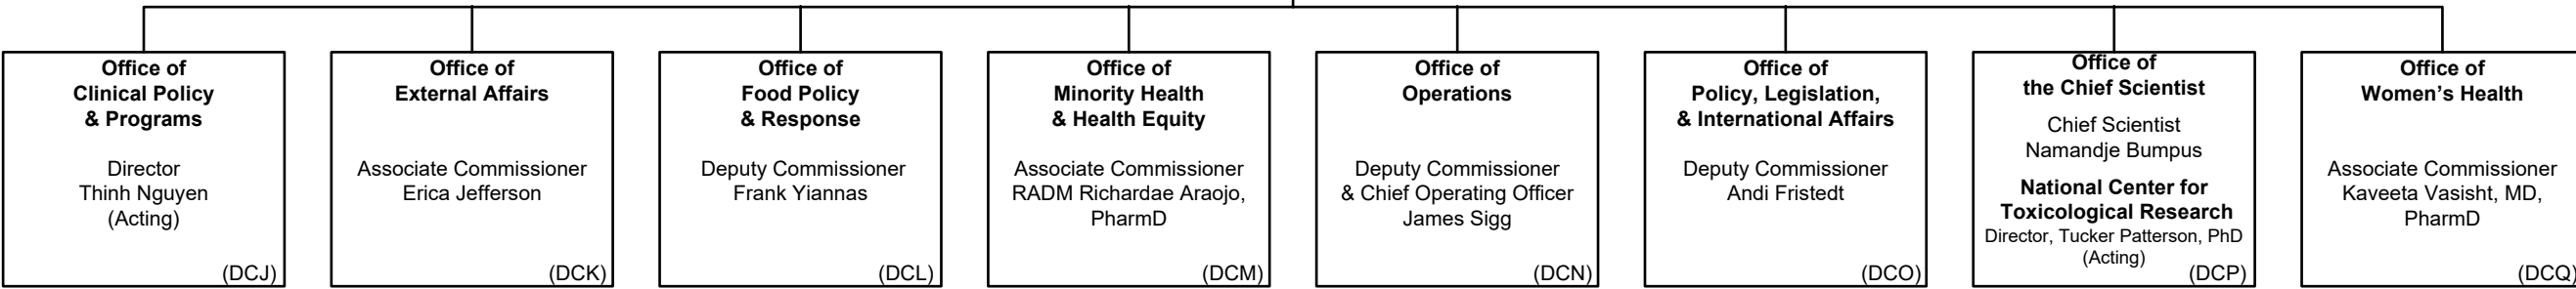 Office of
Clinical Policy
& Programs
Director
Thinh Nguyen
(Acting)
(DCJ)
Office of
External Affairs
Associate Commissioner
Erica Jefferson
(DCK)
Office of
Food Policy
& Response
Deputy Commissioner
Frank Yiannas
(DCL)
Office of
Minority Health
& Health Equity
Associate Commissioner
RADM Richardae Araojo,
PharmD
(DCM)
Office of
Operations
Deputy Commissioner
& Chief Operating Officer
James Sigg
(DCN)
Office of
Policy, Legislation,
& International Affairs
Deputy Commissioner
Andi Fristedt
(DCO)
Office of
the Chief Scientist
Chief Scientist
Namandje Bumpus
National Center for
Toxicological Research
Director, Tucker Patterson, PhD
(Acting)
(DCP)
Office of
Women’s Health
Associate Commissioner
Kaveeta Vasisht, MD,
PharmD
(DCQ)